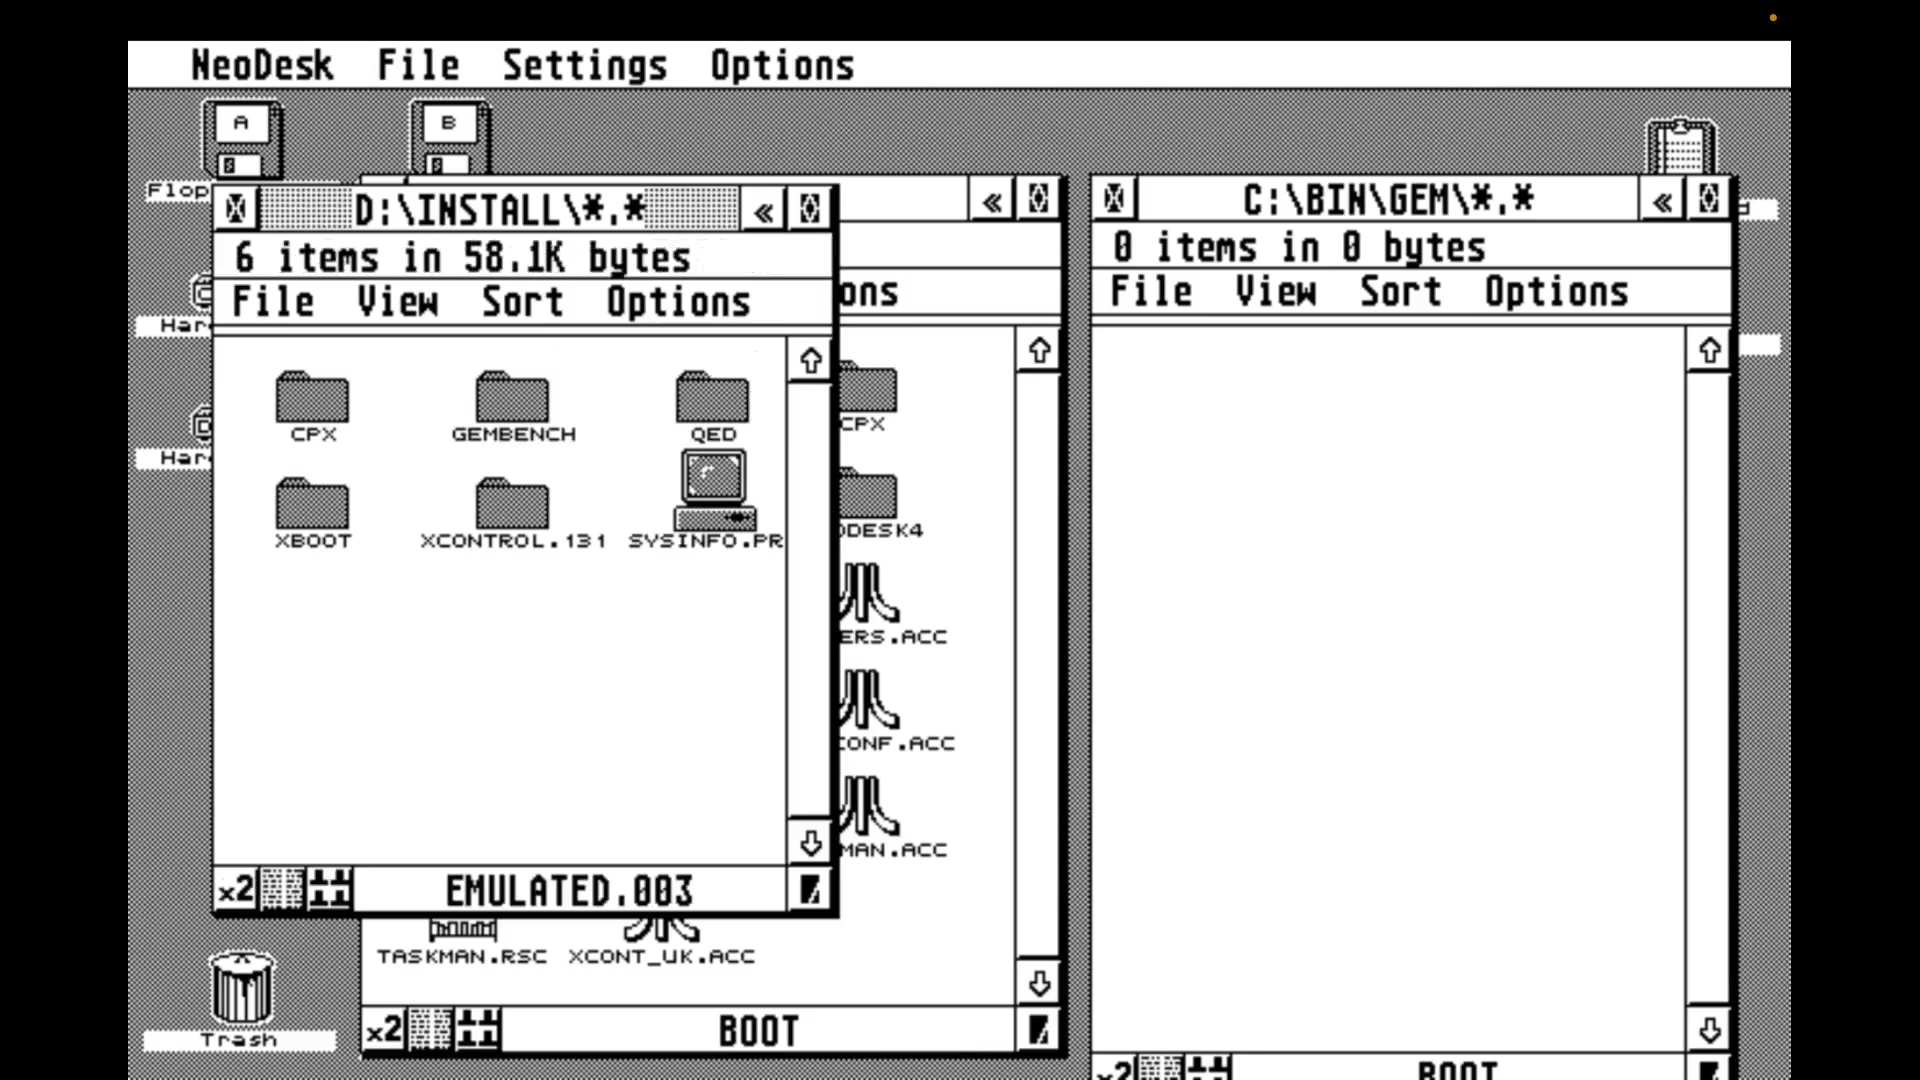 NeoDesk File Settings Options
A
B
Flop
D:\INSTALL\*.*
6 items in 58.1K bytes
File View Sort Options
CPX GEMBENCH QED
XBOOT XCONTROL.131 SYSINFO.PR
EMULATED.003
x2
ons
CPX
DESK4
ERS.ACC
CONF.ACC
MAN.ACC
TASKMAN.RSC XCONT_UK.ACC
x2 BOOT
C:\BIN\GEM\*.*
0 items in 0 bytes
File View Sort Options
x2 BOOT
Har
D
Har
Trash